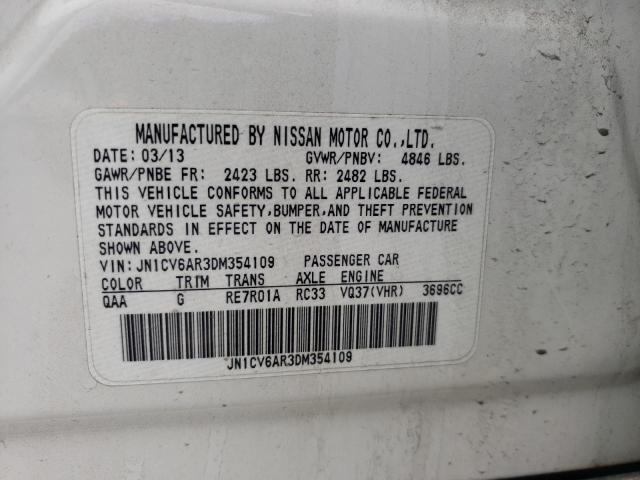 MANUFACTURED BY NISSAN MOTOR CO.,LTD.
DATE: 03/13 GVWR/PNBV: 4846 LBS.
GAWR/PNBE FR: 2423 LBS. RR: 2482 LBS.
THIS VEHICLE CONFORMS TO ALL APPLICABLE FEDERAL
MOTOR VEHICLE SAFETY,BUMPER,AND THEFT PREVENTION
STANDARDS IN EFFECT ON THE DATE OF MANUFACTURE
SHOWN ABOVE.
VIN:JN1CV6AR3DM354109 PASSENGER CAR
COLOR TRIM TRANS AXLE ENGINE
QAA G RE7R01A RC33 VQ37(VHR) 3696CC
JN1CV6AR3DM354109